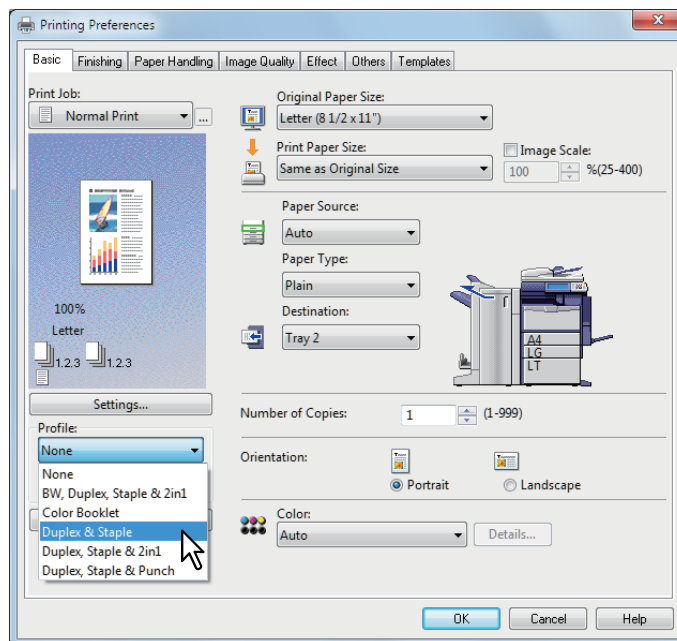 Printing Preferences
Basic
Finishing
Paper Handling
Image Quality
Effect
Others
Templates
Print Job:
Normal Print
...
100%
Letter
1.2.3
1.2.3
Settings...
Profile:
None
None
BW, Duplex, Staple & 2in1
Color Booklet
Duplex & Staple
Duplex, Staple & 2in1
Duplex, Staple & Punch
Original Paper Size:
Letter (8 1/2 x 11")
Print Paper Size:
Same as Original Size
Image Scale:
100 %(25-400)
Paper Source:
Auto
Paper Type:
Plain
Destination:
Tray 2
A4
LG
LT
Number of Copies: 1 (1-999)
Orientation:
Portrait
Landscape
Color:
Auto
Details...
OK
Cancel
Help